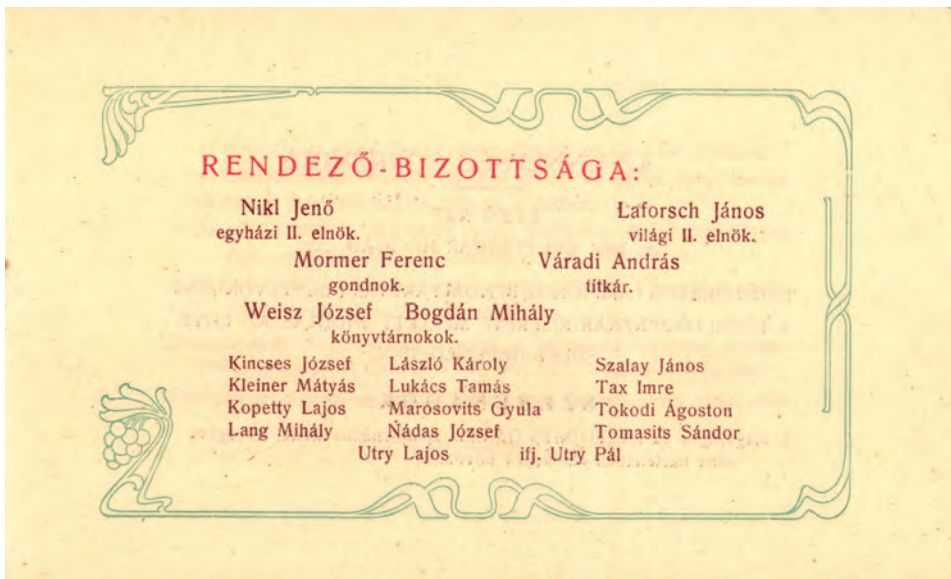 RENDEZŐ-BIZOTTSÁGA:
Nikl Jenő Laforsch János
egyházi II. elnök. világi II. elnök.
Mormer Ferenc Váradi András
gondnok. títkár.
Weisz József Bogdán Mihály
könyvtárnokok.
Kincses József László Károly Szalay János
Kleiner Mátyás Lukács Tamás Tax Imre
Kopetty Lajos Marosovits Gyula Tokodi Ágoston
Lang Mihály Nádas József Tomasits Sándor
Utry Lajos ifj. Utry Pál